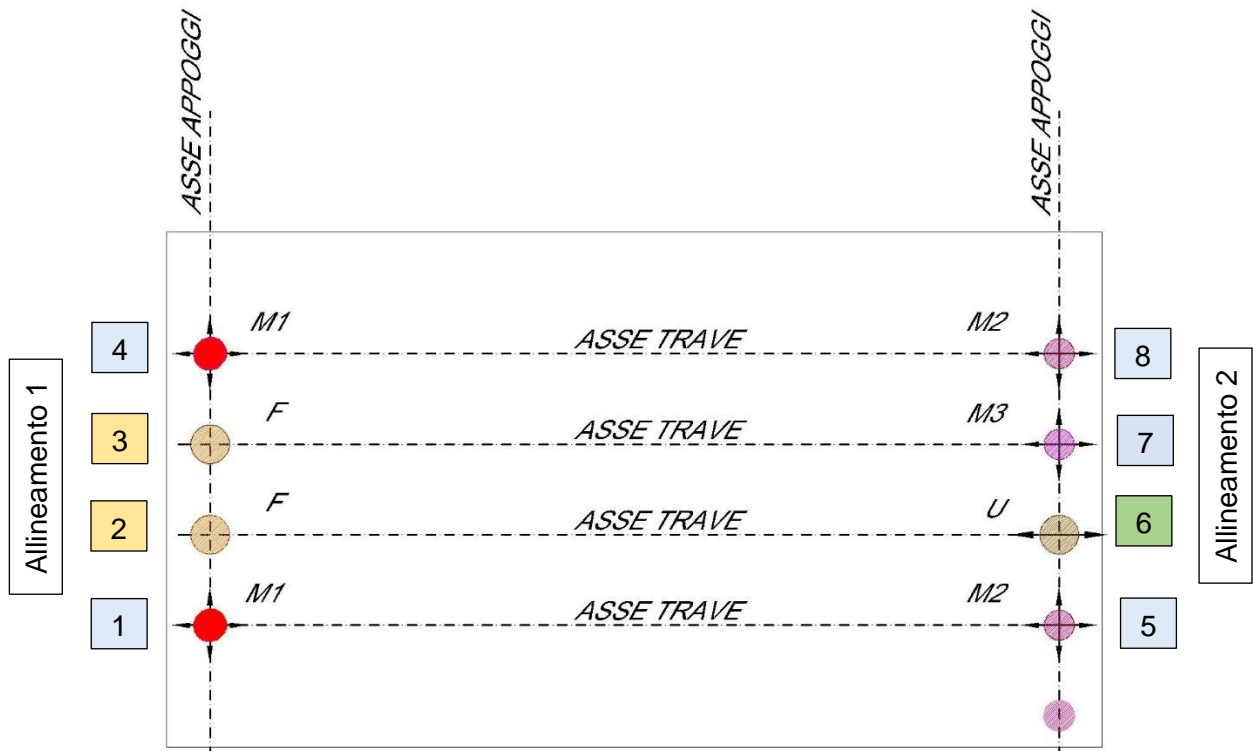 ASSE APPOGGI
ASSE APPOGGI
4
M1
ASSE TRAVE
M2
8
Allineamento 1
3
F
ASSE TRAVE
M3
7
Allineamento 2
2
F
ASSE TRAVE
U
6
1
M1
ASSE TRAVE
M2
5